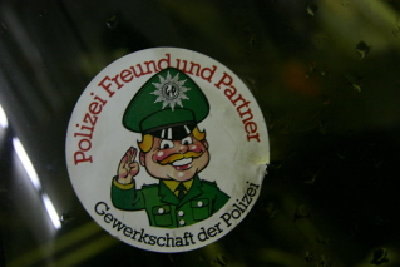 Polizei Freund und Partner
Gewerkschaft der Polizei